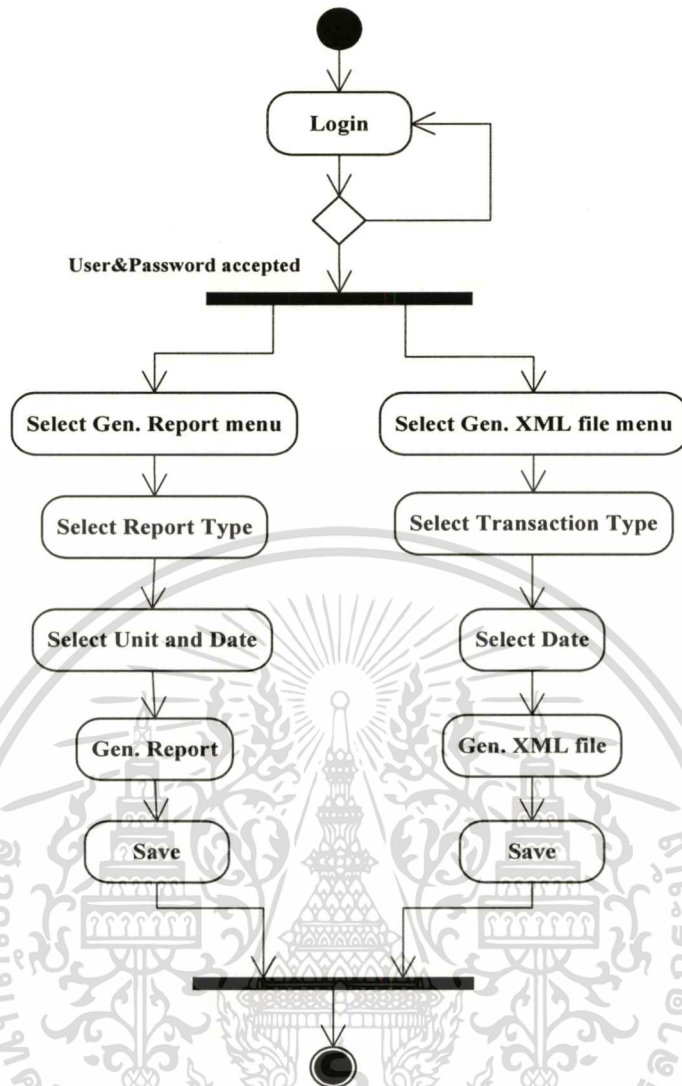 Login
User&Password accepted
Select Gen. Report menu
Select Gen. XML file menu
Select Report Type
Select Transaction Type
Select Unit and Date
Select Date
Gen. Report
Gen. XML file
Save
Save